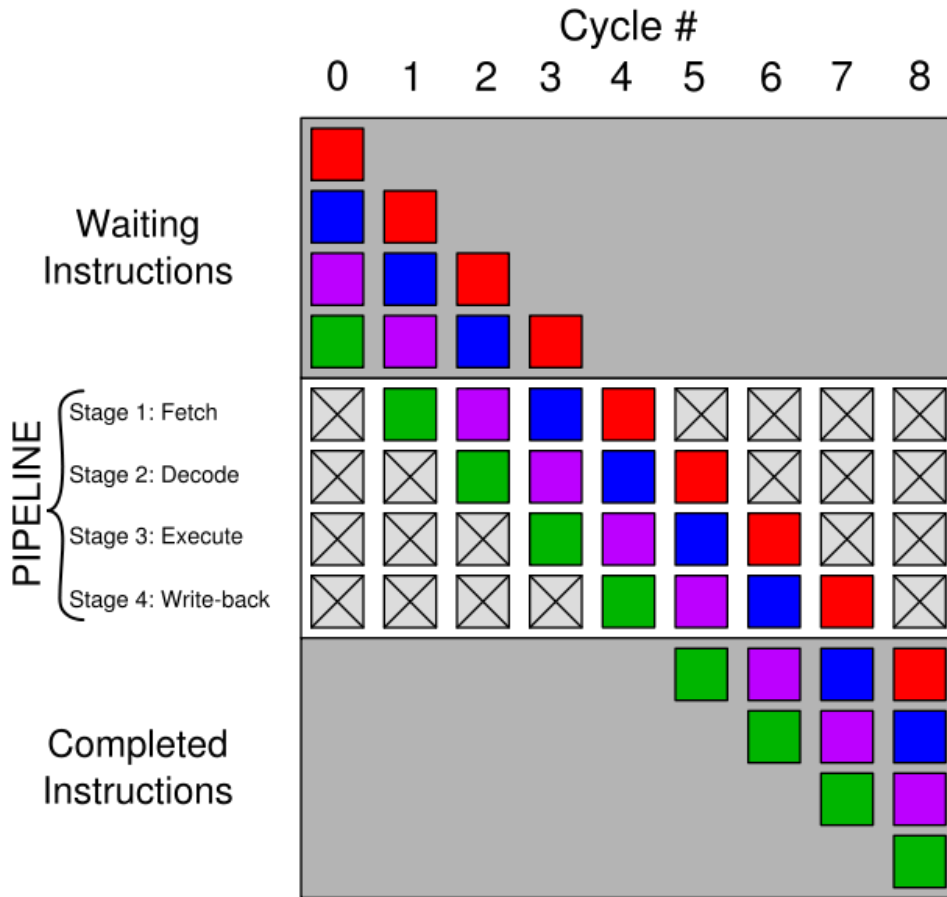 Cycle #
0 1 2 3 4 5 6 7 8
Waiting
Instructions
PIPELINE
Stage 1: Fetch
Stage 2: Decode
Stage 3: Execute
Stage 4: Write-back
Completed
Instructions